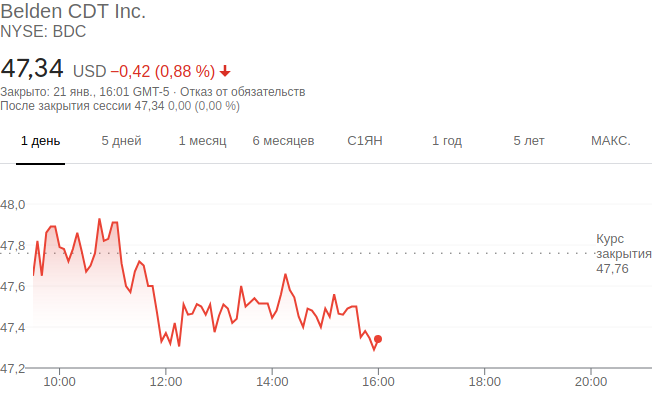 Belden CDT Inc.
NYSE: BDC
47,34 USD −0,42 (0,88 %)
Закрыто: 21 янв., 16:01 GMT-5 · Отказ от обязательств
После закрытия сессии 47,34 0,00 (0,00 %)
1 день 5 дней 1 месяц 6 месяцев С1ЯН 1 год 5 лет МАКС.
48,0
47,8
47,6
47,4
47,2
Курс
закрытия
47,76
10:00 12:00 14:00 16:00 18:00 20:00